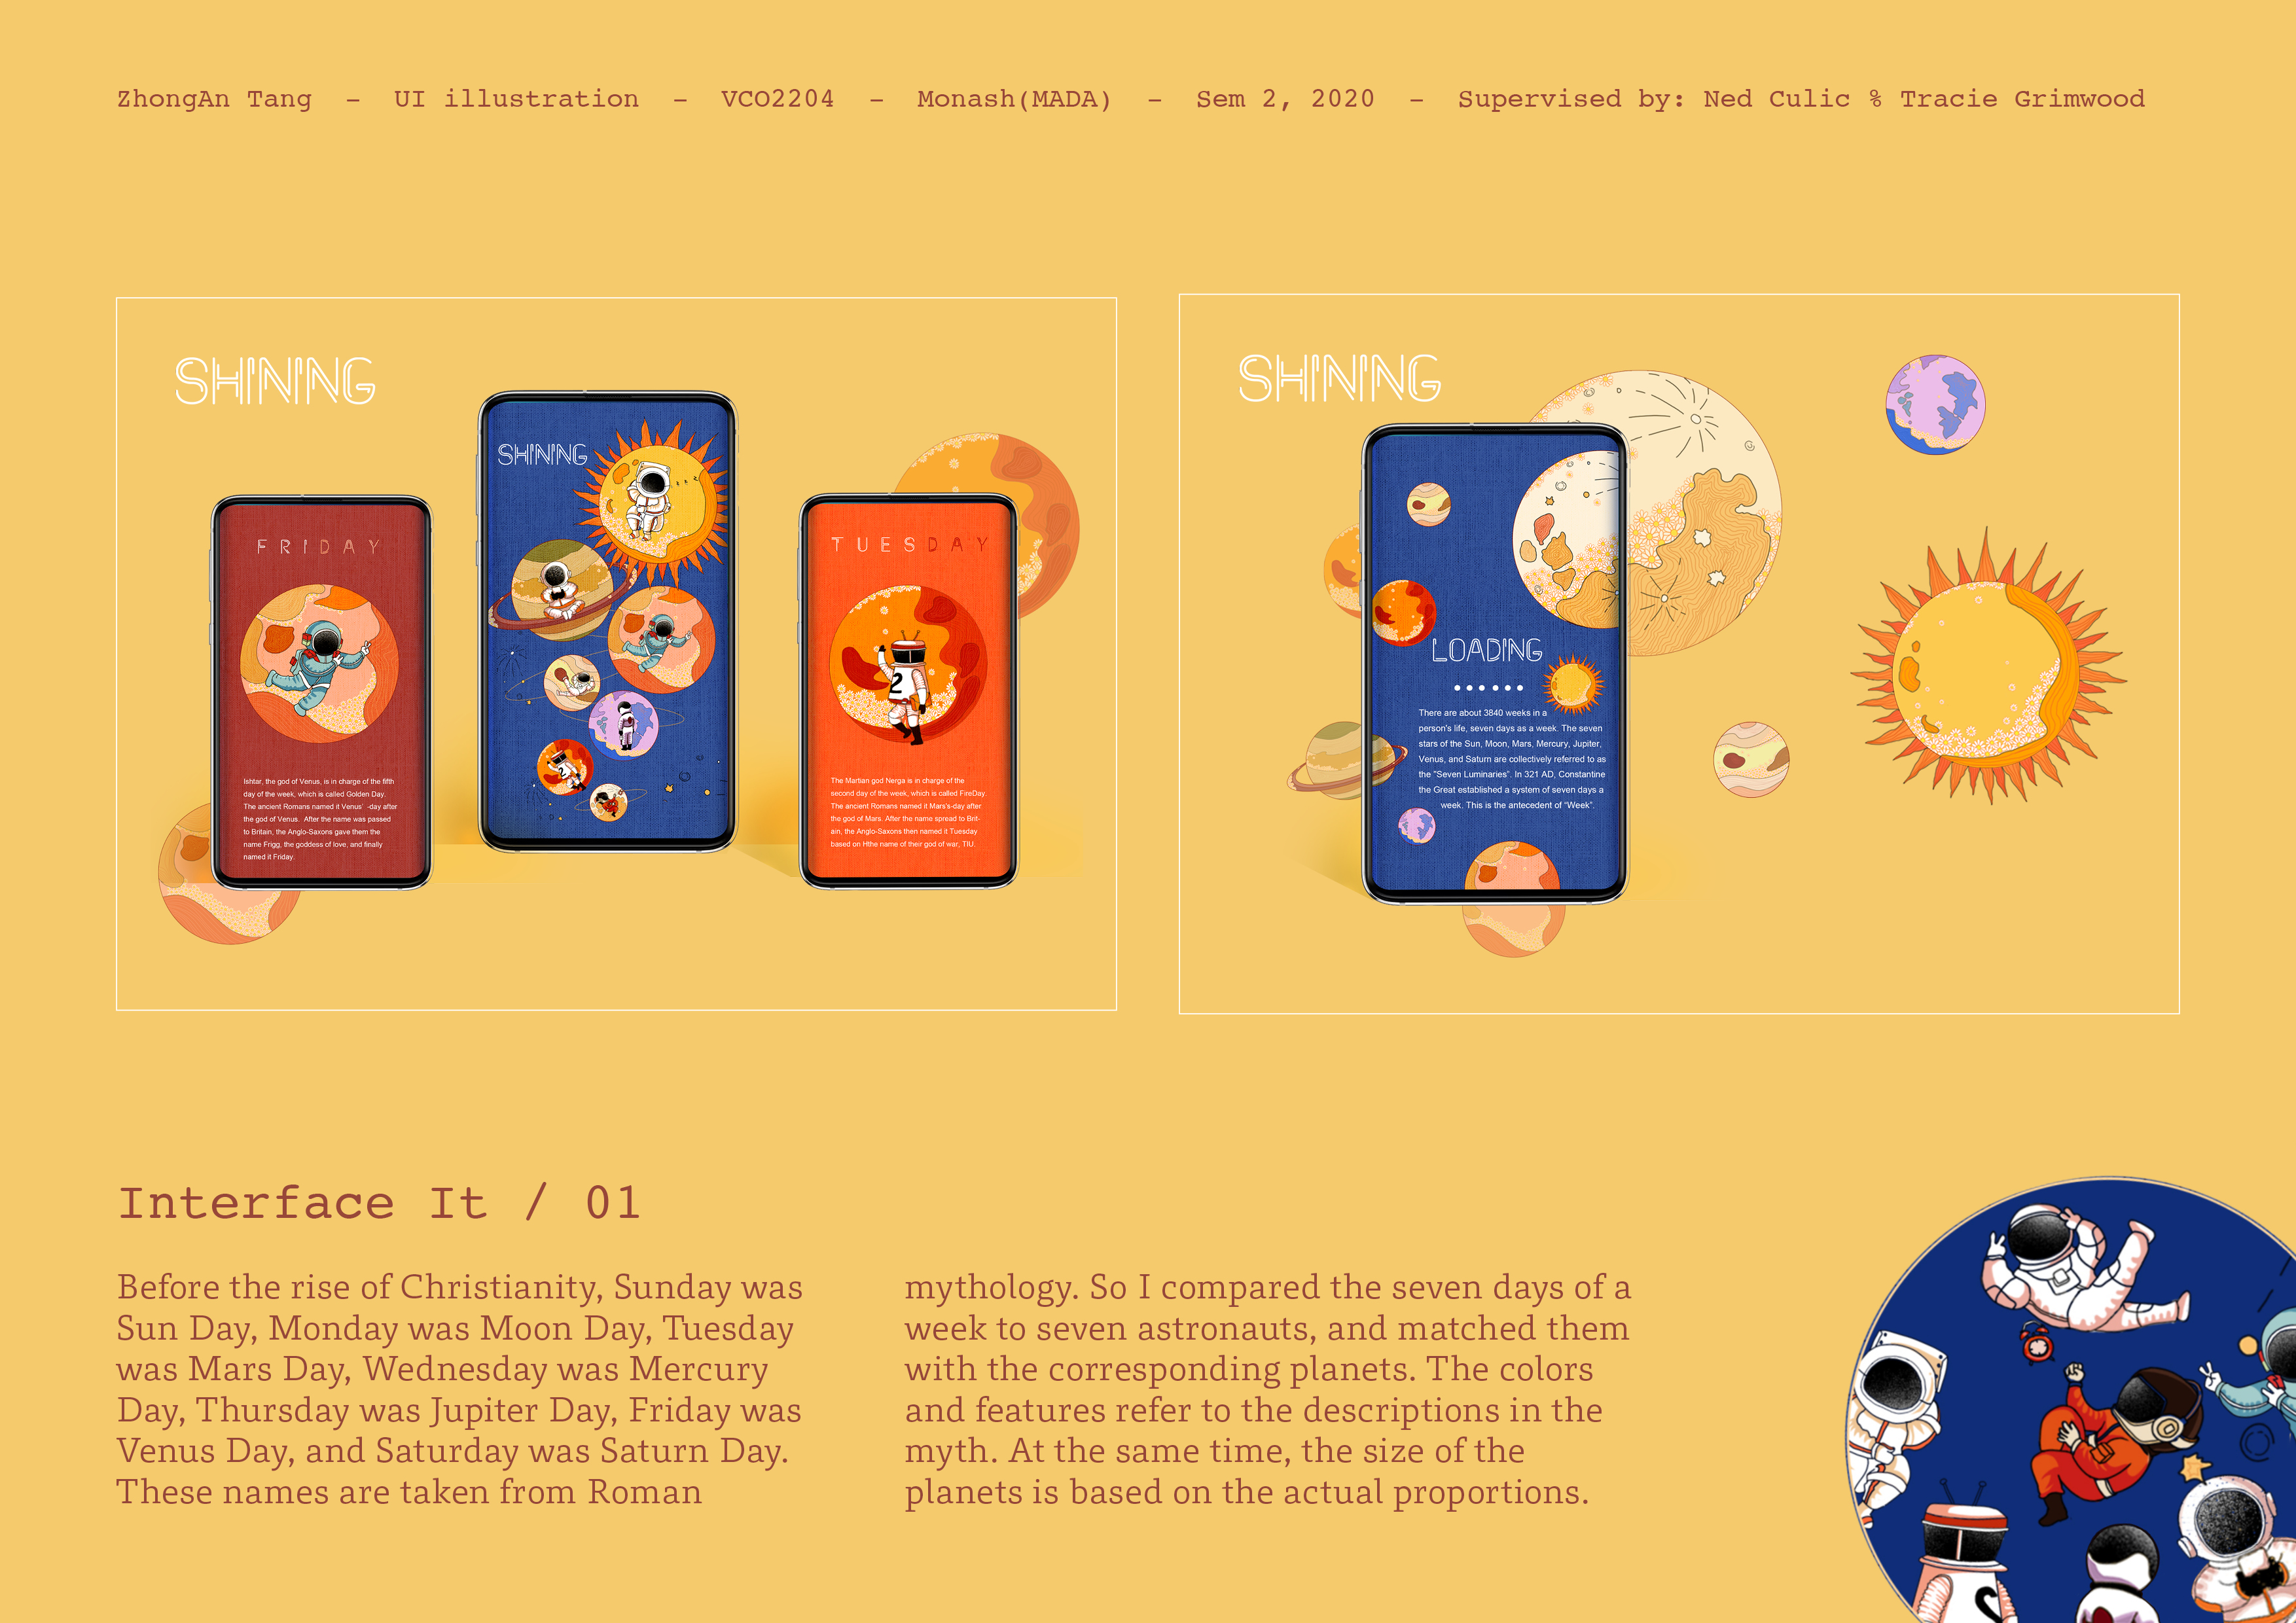 ZhongAn Tang – UI illustration – VCO2204 – Monash(MADA) – Sem 2, 2020 – Supervised by: Ned Culic % Tracie Grimwood
SHINING
FRIDAY
Ishtar, the god of Venus, is in charge of the fifth
day of the week, which is called Golden Day.
The ancient Romans named it Venus' -day after
the god of Venus. After the name was passed
to Britain, the Anglo-Saxons gave them the
name Frigg, the goddess of love, and finally
named it Friday.
SHINING
2
TUESDAY
2
The Martian god Nerga is in charge of the
second day of the week, which is called FireDay.
The ancient Romans named it Mars's-day after
the god of Mars. After the name spread to Brit-
ain, the Anglo-Saxons then named it Tuesday
based on Hthe name of their god of war, TIU.
SHINING
LOADING
There are about 3840 weeks in a
person's life, seven days as a week. The seven
stars of the Sun, Moon, Mars, Mercury, Jupiter,
Venus, and Saturn are collectively referred to as
the "Seven Luminaries". In 321 AD, Constantine
the Great established a system of seven days a
week. This is the antecedent of "Week".
Interface It / 01
Before the rise of Christianity, Sunday was
Sun Day, Monday was Moon Day, Tuesday
was Mars Day, Wednesday was Mercury
Day, Thursday was Jupiter Day, Friday was
Venus Day, and Saturday was Saturn Day.
These names are taken from Roman
mythology. So I compared the seven days of a
week to seven astronauts, and matched them
with the corresponding planets. The colors
and features refer to the descriptions in the
myth. At the same time, the size of the
planets is based on the actual proportions.